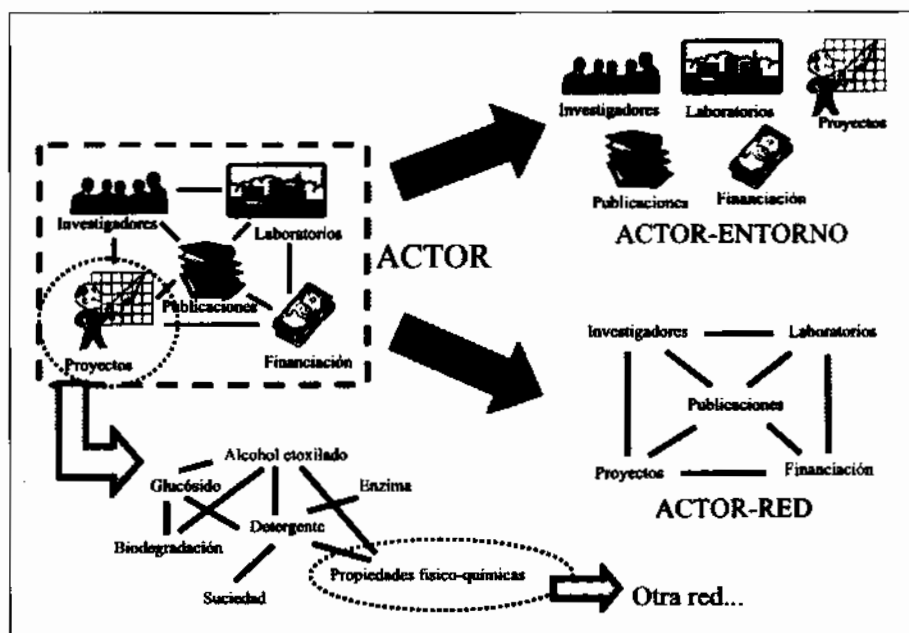 Investigadores
Laboratorios
Proyectos
Publicaciones
Financiación
ACTOR-ENTORNO
Investigadores
Laboratorios
ACTOR
Publicaciones
Proyectos
Financiación
Investigadores
Laboratorios
Publicaciones
Proyectos
Financiación
ACTOR-RED
Alcohol etoxilado
Glucósido
Enzima
Detergente
Biodegradación
Propiedades físico-químicas
Suciedad
Otra red...